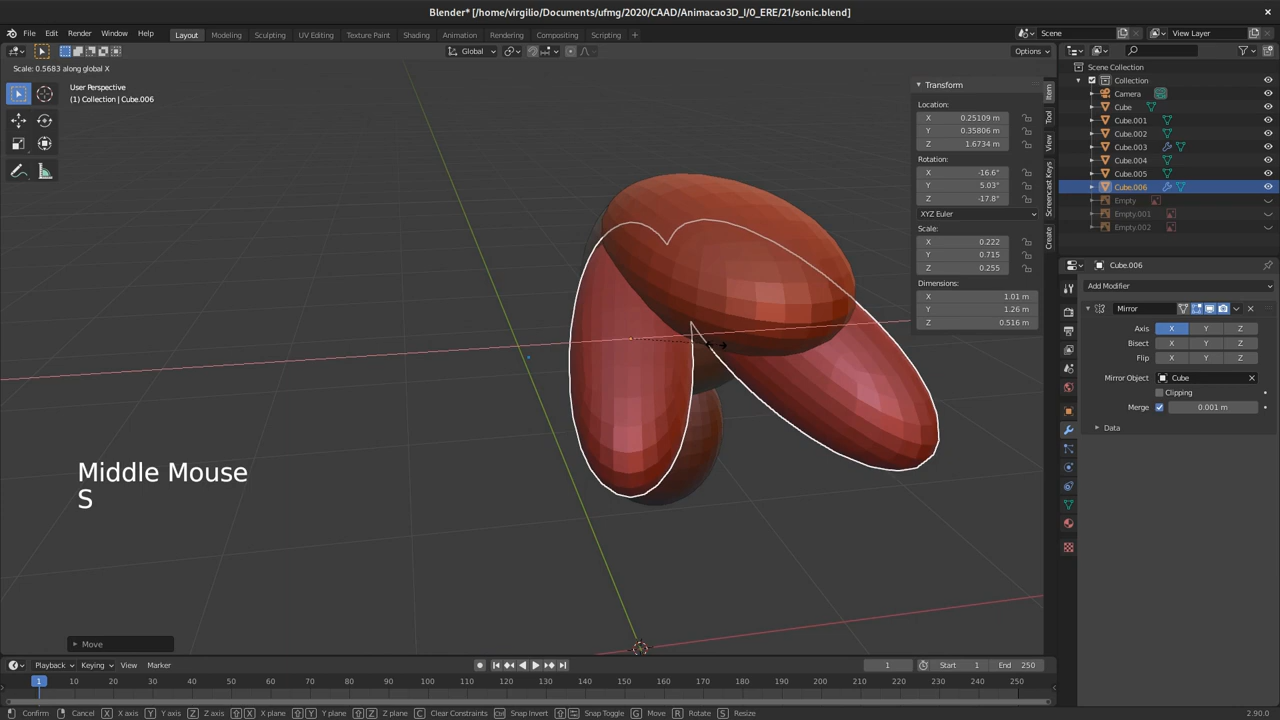 Blender* [/home/virgilio/Documents/ufmg/2020/CAAD/Animacao3D_I/0_ERE/21/sonic.blend]
File Edit Render Window Help Layout Modeling Sculpting UV Editing Texture Paint Shading Animation Rendering Compositing Scripting Scene View Layer
Global Options
Scale: 0.5683 along global X
User Perspective
(1) Collection | Cube.006
Transform
Location:
X 0.25109 m
Y 0.35806 m
Z 1.6734 m
Rotation:
X -16.6°
Y 5.03°
Z -17.8°
XYZ Euler
Scale:
X 0.222
Y 0.715
Z 0.255
Dimensions:
X 1.01 m
Y 1.26 m
Z 0.516 m
Item
Tool
View
Screencast Keys
Create
Scene Collection
Collection
Camera
Cube
Cube.001
Cube.002
Cube.003
Cube.004
Cube.005
Cube.006
Empty
Empty.001
Empty.002
Cube.006
Add Modifier
Mirror
Axis X Y Z
Bisect X Y Z
Flip X Y Z
Mirror Object Cube
Clipping
Merge 0.001 m
Data
Middle Mouse
S
Move
Playback Keying View Marker 1 Start 1 End 250
1 10 20 30 40 50 60 70 80 90 100 110 120 130 140 150 160 170 180 190 200 210 220 230 240 250
Confirm Cancel X X axis Y Y axis Z Z axis X X plane Y Y plane Z Z plane C Clear Constraints Snap Invert Snap Toggle G Move R Rotate S Resize 2.90.0